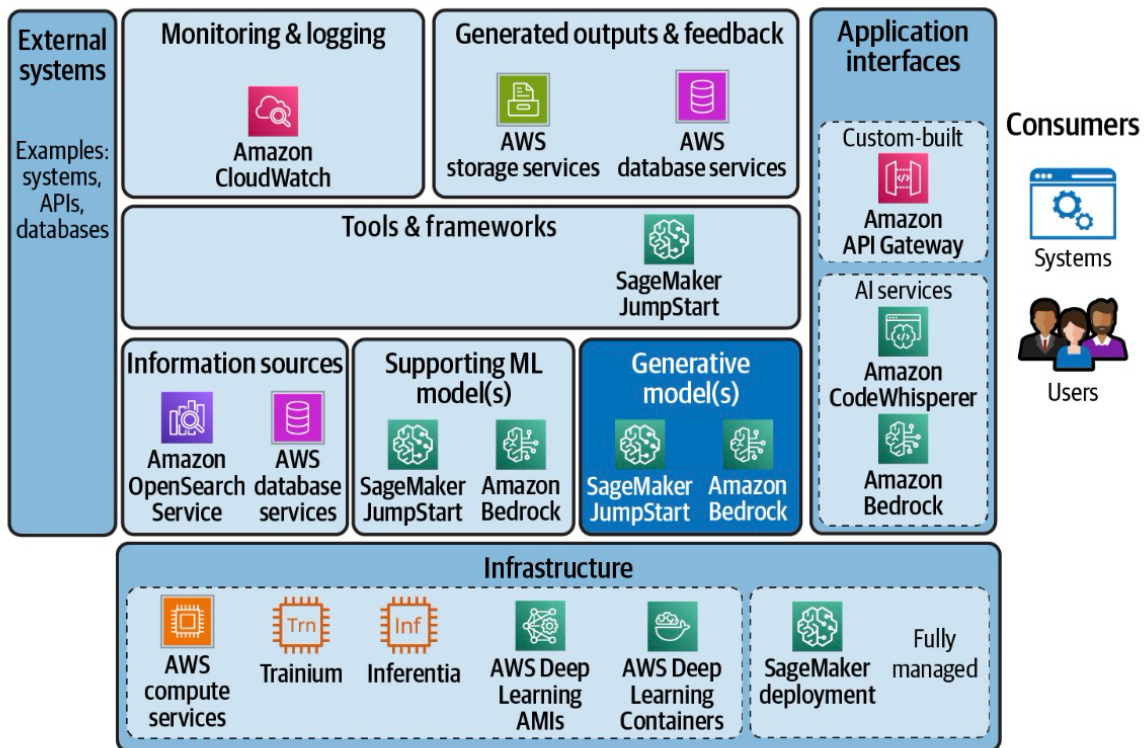 External
systems
Examples:
systems,
APIs,
databases
Monitoring & logging
Amazon
CloudWatch
Generated outputs & feedback
AWS
storage services
AWS
database services
Tools & frameworks
SageMaker
JumpStart
Information sources
Amazon
OpenSearch
Service
AWS
database
services
Supporting ML
model(s)
SageMaker
JumpStart
Amazon
Bedrock
Generative
model(s)
SageMaker
JumpStart
Amazon
Bedrock
Application
interfaces
Custom-built
Amazon
API Gateway
AI services
Amazon
CodeWhisperer
Amazon
Bedrock
Consumers
Systems
Users
Infrastructure
AWS
compute
services
Trn
Trainium
Inf
Inferentia
AWS Deep
Learning
AMIs
AWS Deep
Learning
Containers
SageMaker
deployment
Fully
managed